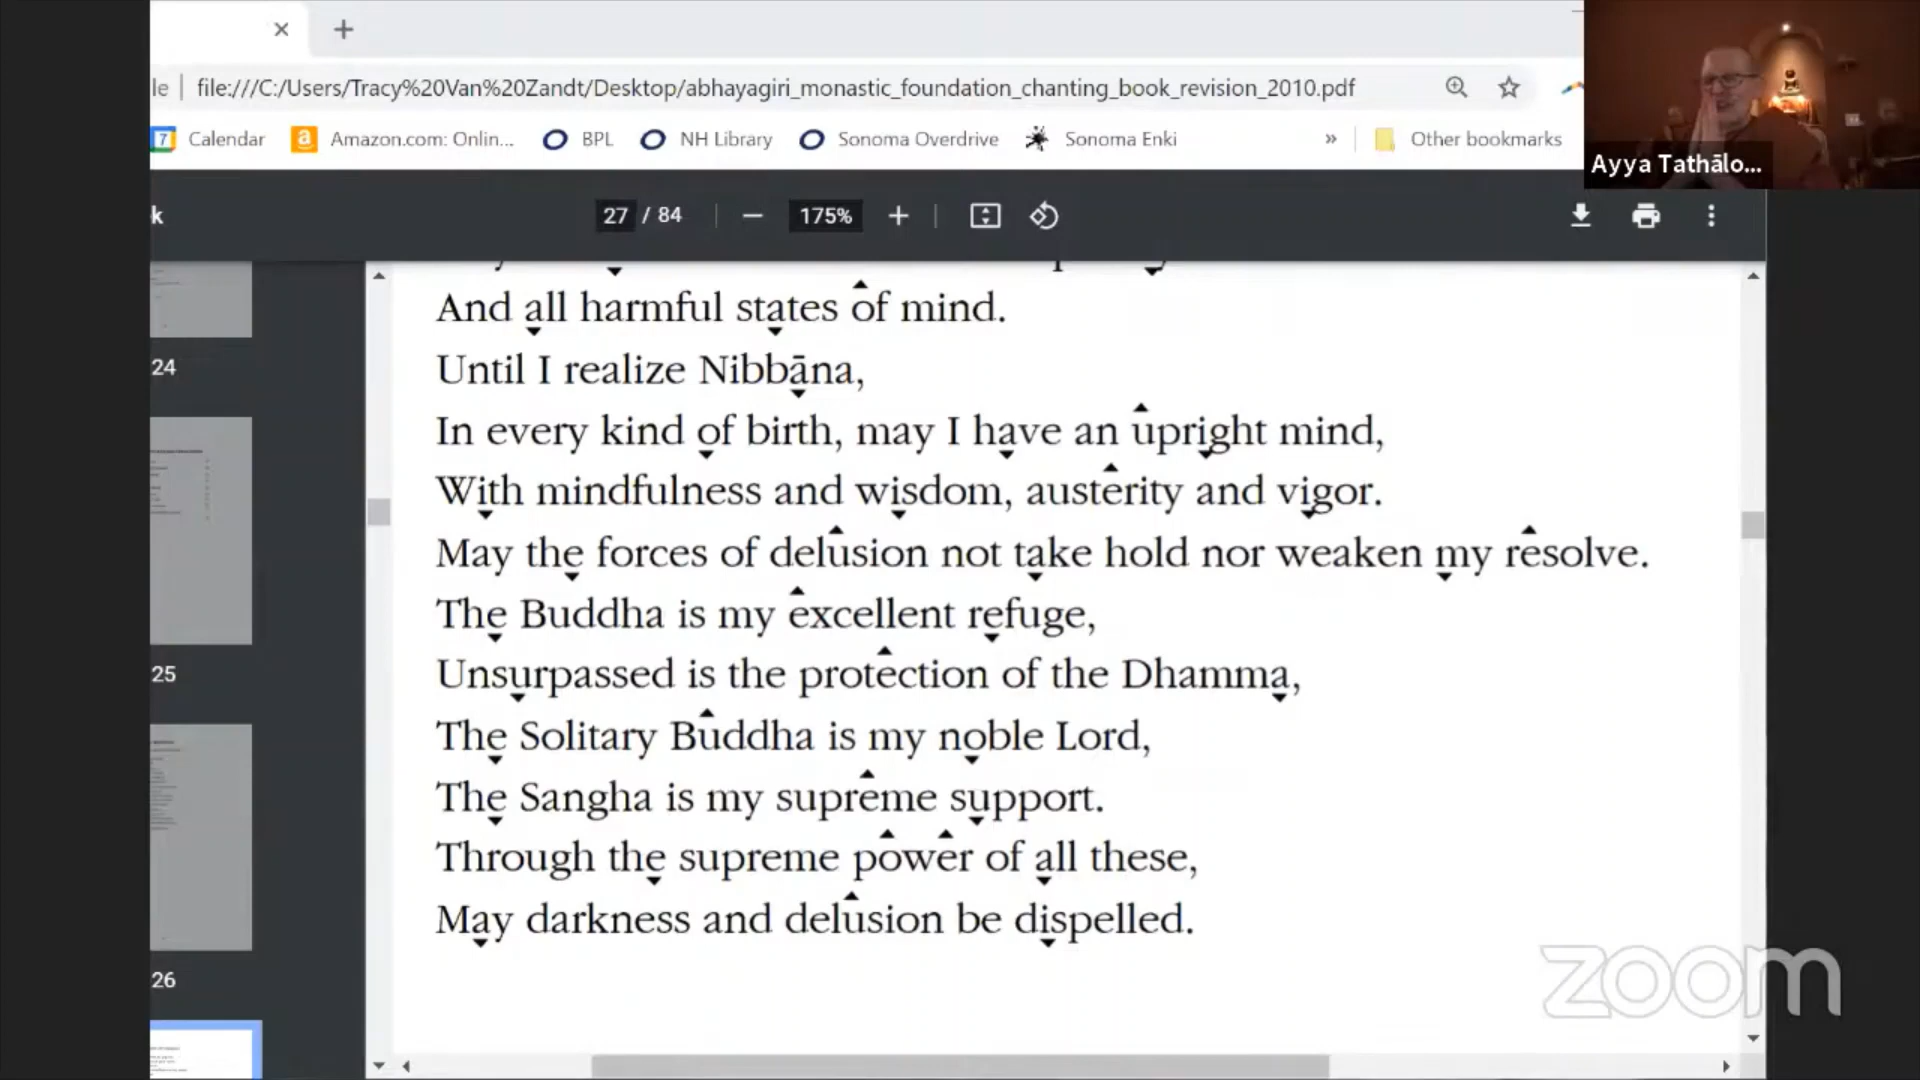 le | file:///C:/Users/Tracy%20Van%20Zandt/Desktop/abhayagiri_monastic_foundation_chanting_book_revision_2010.pdf
7 Calendar a Amazon.com: Onlin... BPL NH Library Sonoma Overdrive Sonoma Enki » Other bookmarks
Ayya Tathālo...
k 27 / 84 175%
And all harmful states of mind.
24
Until I realize Nibbāna,
In every kind of birth, may I have an upright mind,
With mindfulness and wisdom, austerity and vigor.
May the forces of delusion not take hold nor weaken my resolve.
The Buddha is my excellent refuge,
Unsurpassed is the protection of the Dhamma,
25
The Solitary Buddha is my noble Lord,
The Sangha is my supreme support.
Through the supreme power of all these,
May darkness and delusion be dispelled.
26
zoom